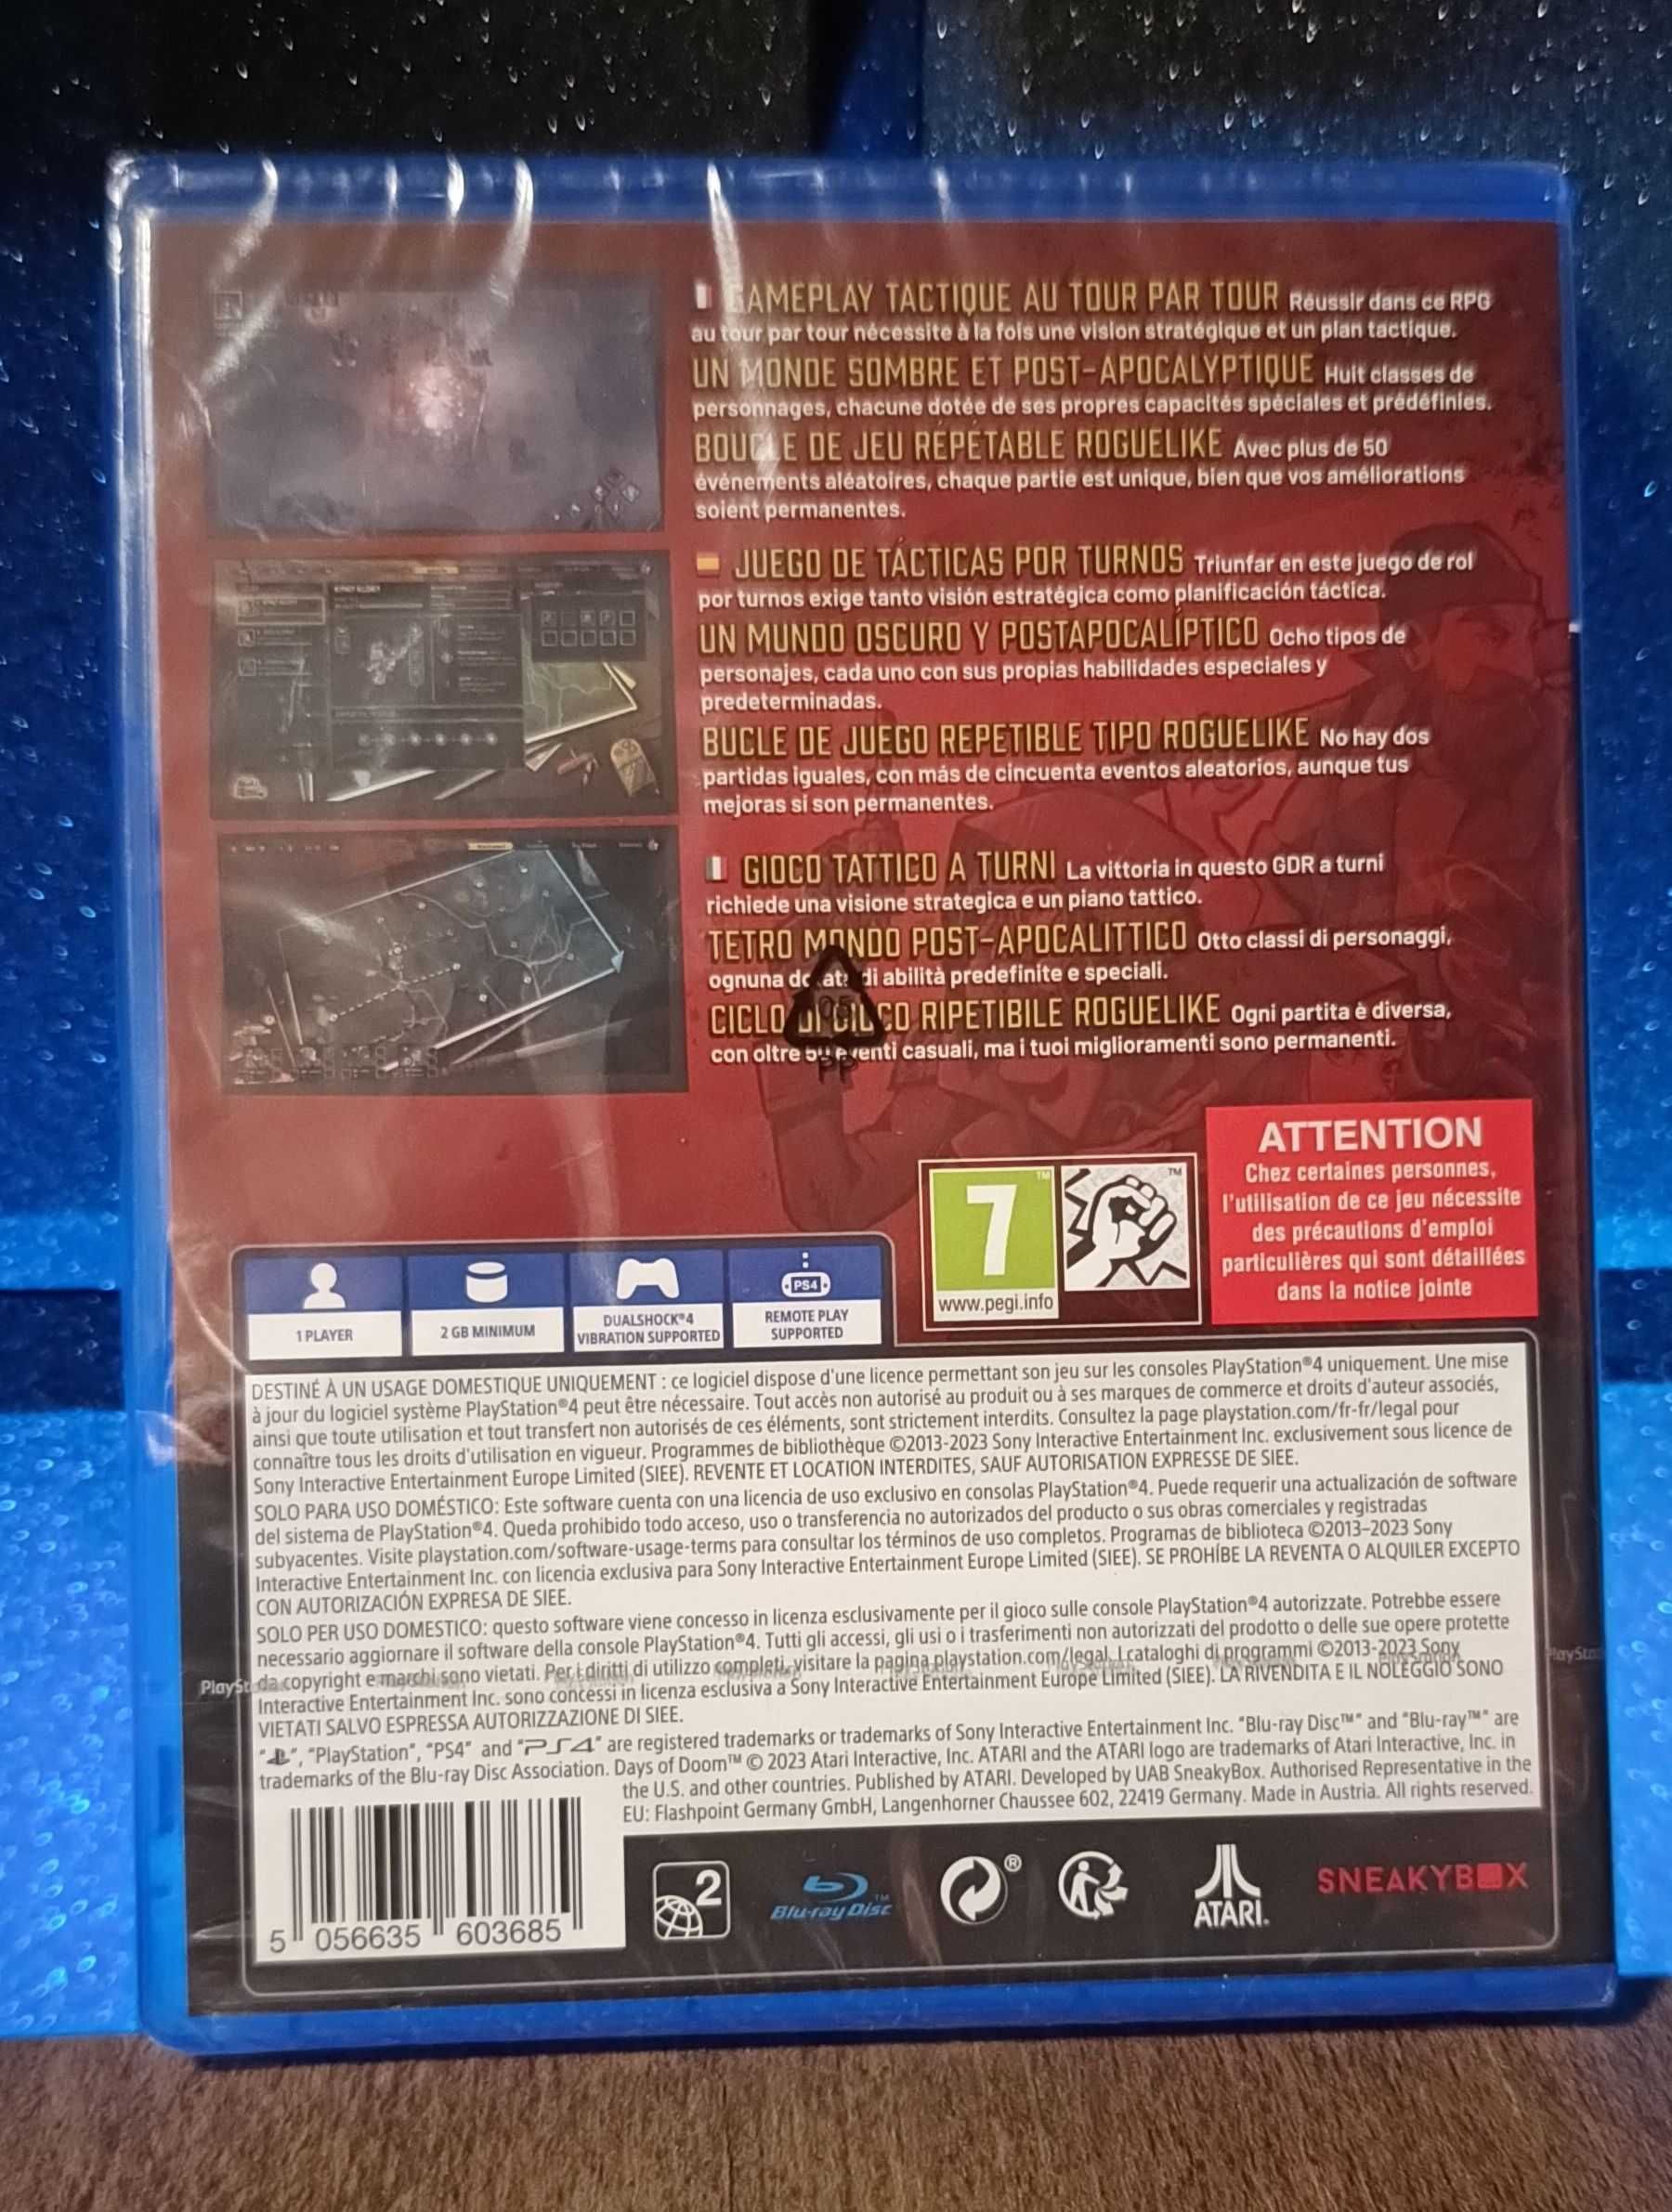 GAMEPLAY TACTIQUE AU TOUR PAR TOUR Réussir dans ce RPG
au tour par tour nécessite à la fois une vision stratégique et un plan tactique.
UN MONDE SOMBRE ET POST-APOCALYPTIQUE Huit classes de
personnages, chacune dotée de ses propres capacités spéciales et prédéfinies.
BOUCLE DE JEU RÉPÉTABLE ROGUELIKE Avec plus de 50
événements aléatoires, chaque partie est unique, bien que vos améliorations
soient permanentes.
JUEGO DE TÁCTICAS POR TURNOS Triunfar en este juego de rol
por turnos exige tanto visión estratégica como planificación táctica.
UN MUNDO OSCURO Y POSTAPOCALÍPTICO Ocho tipos de
personajes, cada uno con sus propias habilidades especiales y
predeterminadas.
BUCLE DE JUEGO REPETIBLE TIPO ROGUELIKE No hay dos
partidas iguales, con más de cincuenta eventos aleatorios, aunque tus
mejoras sí son permanentes.
GIOCO TATTICO A TURNI La vittoria in questo GDR a turni
richiede una visione strategica e un piano tattico.
TETRO MONDO POST-APOCALITTICO Otto classi di personaggi,
ognuna dotata di abilità predefinite e speciali.
CICLO DI GIOCO RIPETIBILE ROGUELIKE Ogni partita è diversa,
con oltre 50 eventi casuali, ma i tuoi miglioramenti sono permanenti.
05
PP
ATTENTION
Chez certaines personnes,
l'utilisation de ce jeu nécessite
des précautions d'emploi
particulières qui sont détaillées
dans la notice jointe
7
www.pegi.info
1 PLAYER
2 GB MINIMUM
DUALSHOCK®4
VIBRATION SUPPORTED
PS4
REMOTE PLAY
SUPPORTED
DESTINÉ À UN USAGE DOMESTIQUE UNIQUEMENT : ce logiciel dispose d'une licence permettant son jeu sur les consoles PlayStation®4 uniquement. Une mise
à jour du logiciel système PlayStation®4 peut être nécessaire. Tout accès non autorisé au produit ou à ses marques de commerce et droits d'auteur associés,
ainsi que toute utilisation et tout transfert non autorisés de ces éléments, sont strictement interdits. Consultez la page playstation.com/fr-fr/legal pour
connaître tous les droits d'utilisation en vigueur. Programmes de bibliothèque ©2013-2023 Sony Interactive Entertainment Inc. exclusivement sous licence de
Sony Interactive Entertainment Europe Limited (SIEE). REVENTE ET LOCATION INTERDITES, SAUF AUTORISATION EXPRESSE DE SIEE.
SOLO PARA USO DOMÉSTICO: Este software cuenta con una licencia de uso exclusivo en consolas PlayStation®4. Puede requerir una actualización de software
del sistema de PlayStation®4. Queda prohibido todo acceso, uso o transferencia no autorizados del producto o sus obras comerciales y registradas
subyacentes. Visite playstation.com/software-usage-terms para consultar los términos de uso completos. Programas de biblioteca ©2013–2023 Sony
Interactive Entertainment Inc. con licencia exclusiva para Sony Interactive Entertainment Europe Limited (SIEE). SE PROHÍBE LA REVENTA O ALQUILER EXCEPTO
CON AUTORIZACIÓN EXPRESA DE SIEE.
SOLO PER USO DOMESTICO: questo software viene concesso in licenza esclusivamente per il gioco sulle console PlayStation®4 autorizzate. Potrebbe essere
necessario aggiornare il software della console PlayStation®4. Tutti gli accessi, gli usi o i trasferimenti non autorizzati del prodotto o delle sue opere protette
da copyright e marchi sono vietati. Per i diritti di utilizzo completi, visitare la pagina playstation.com/legal. I cataloghi di programmi ©2013-2023 Sony
Interactive Entertainment Inc. sono concessi in licenza esclusiva a Sony Interactive Entertainment Europe Limited (SIEE). LA RIVENDITA E IL NOLEGGIO SONO
VIETATI SALVO ESPRESSA AUTORIZZAZIONE DI SIEE.
"", "PlayStation", "PS4" and "PS4" are registered trademarks or trademarks of Sony Interactive Entertainment Inc. "Blu-ray Disc™" and "Blu-ray™" are
trademarks of the Blu-ray Disc Association. Days of Doom™ © 2023 Atari Interactive, Inc. ATARI and the ATARI logo are trademarks of Atari Interactive, Inc. in
the U.S. and other countries. Published by ATARI. Developed by UAB SneakyBox. Authorised Representative in the
EU: Flashpoint Germany GmbH, Langenhorner Chaussee 602, 22419 Germany. Made in Austria. All rights reserved.
5 056635 603685
2
Blu-ray Disc™
®
ATARI®
SNEAKYBOX